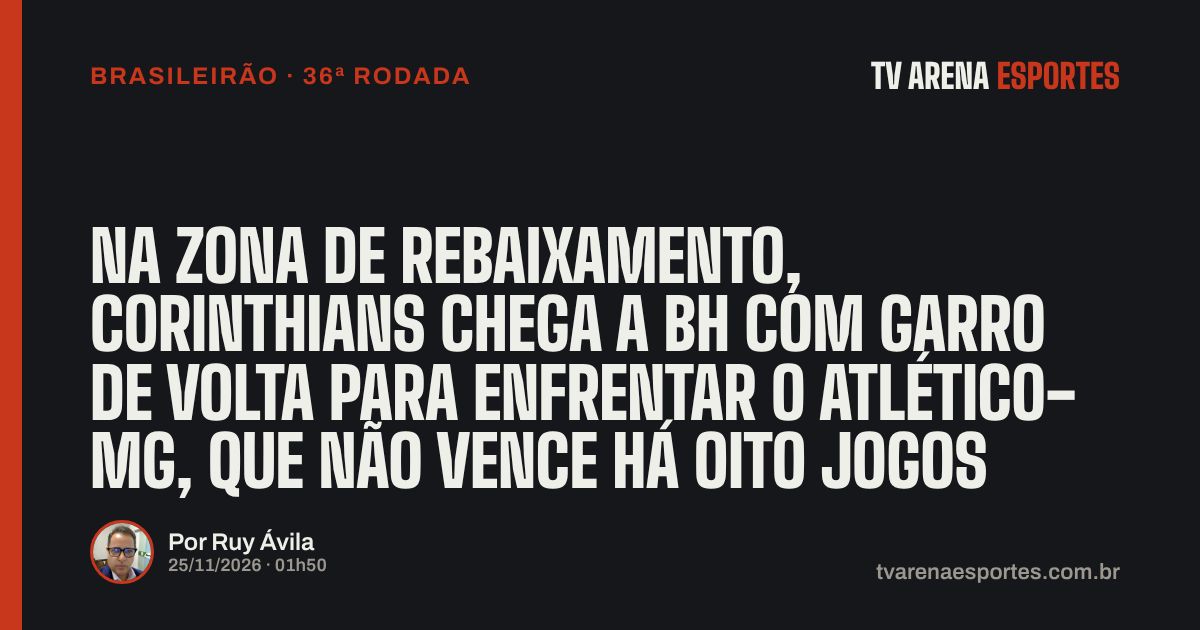 BRASILEIRÃO · 36ª RODADA
TV ARENA ESPORTES
NA ZONA DE REBAIXAMENTO,
CORINTHIANS CHEGA A BH COM GARRO
DE VOLTA PARA ENFRENTAR O ATLÉTICO-
MG, QUE NÃO VENCE HÁ OITO JOGOS
Por Ruy Ávila
25/11/2026 · 01h50
tvarenaesportes.com.br